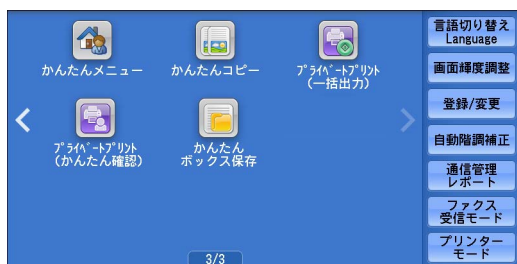 かんたんメニュー
かんたんコピー
プライベートプリント
（一括出力）
プライベートプリント
（かんたん確認）
かんたん
ボックス保存
3/3
言語切り替え
Language
画面輝度調整
登録/変更
自動階調補正
通信管理
レポート
ファクス
受信モード
プリンター
モード